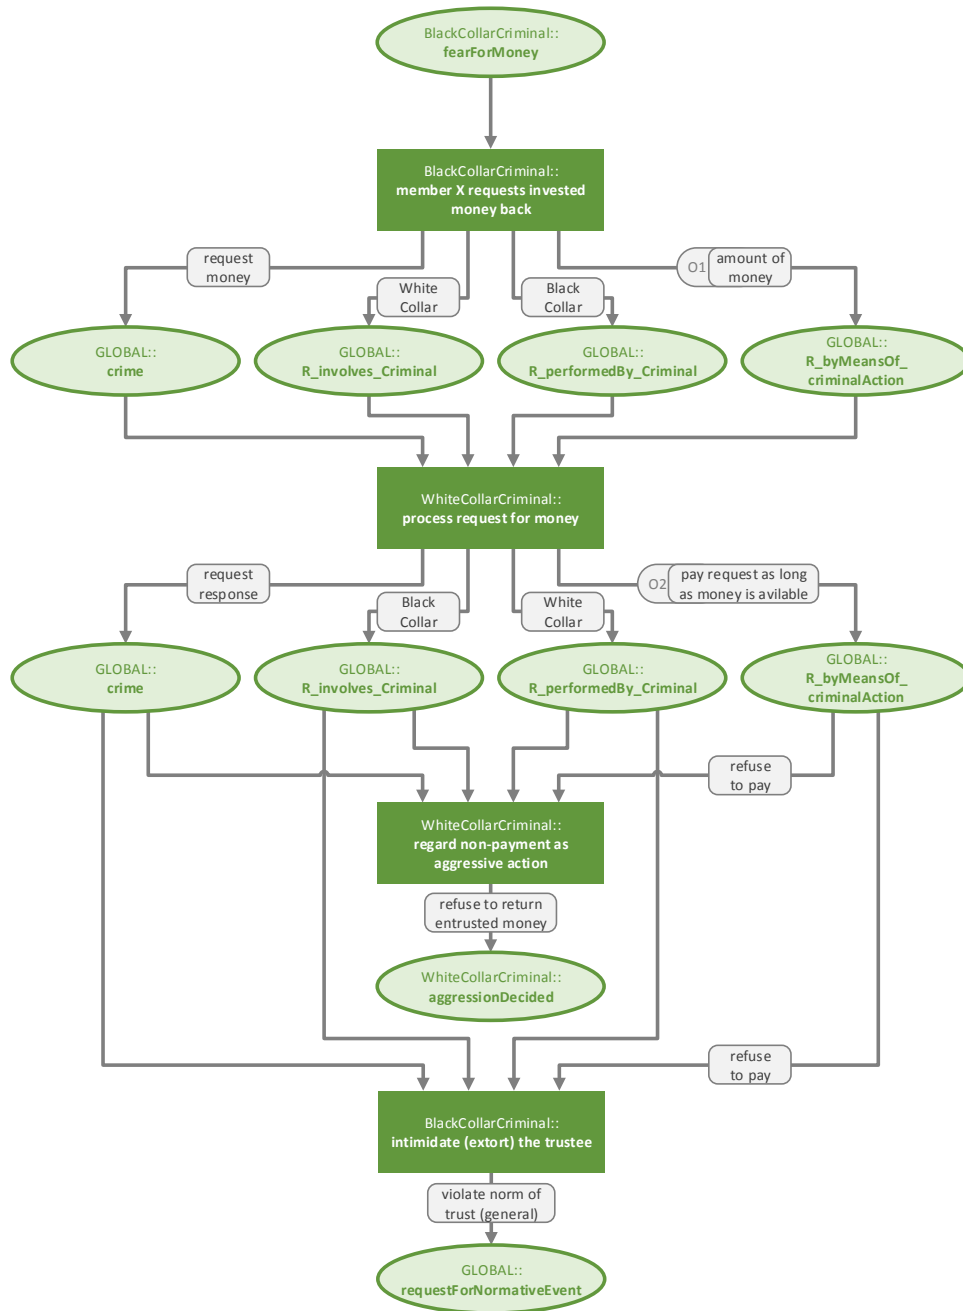 BlackCollarCriminal::
fearForMoney
BlackCollarCriminal::
member X requests invested
money back
request
money
White
Collar
Black
Collar
O1
amount of
money
GLOBAL::
crime
GLOBAL::
R_involves_Criminal
GLOBAL::
R_performedBy_Criminal
GLOBAL::
R_byMeansOf_
criminalAction
WhiteCollarCriminal::
process request for money
request
response
Black
Collar
White
Collar
O2
pay request as long
as money is avilable
GLOBAL::
crime
GLOBAL::
R_involves_Criminal
GLOBAL::
R_performedBy_Criminal
GLOBAL::
R_byMeansOf_
criminalAction
refuse
to pay
WhiteCollarCriminal::
regard non-payment as
aggressive action
refuse to return
entrusted money
WhiteCollarCriminal::
aggressionDecided
refuse
to pay
BlackCollarCriminal::
intimidate (extort) the trustee
violate norm of
trust (general)
GLOBAL::
requestForNormativeEvent